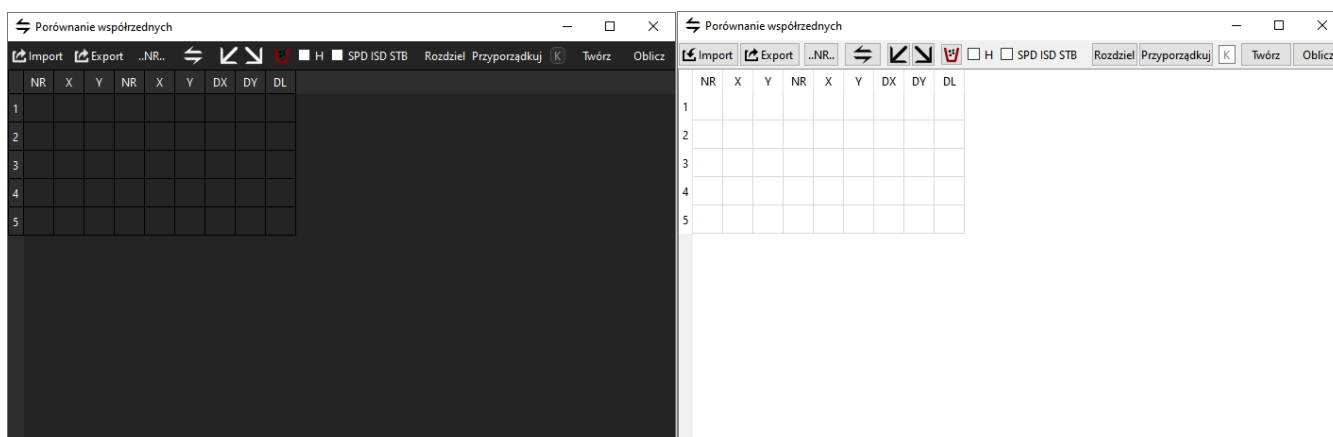 Porównanie współrzędnych
Import Export ..NR.. H SPD ISD STB Rozdziel Przyporządkuj K Twórz Oblicz
NR X Y NR X Y DX DY DL
1
2
3
4
5
Porównanie współrzędnych
Import Export ..NR.. H SPD ISD STB Rozdziel Przyporządkuj K Twórz Oblicz
NR X Y NR X Y DX DY DL
1
2
3
4
5